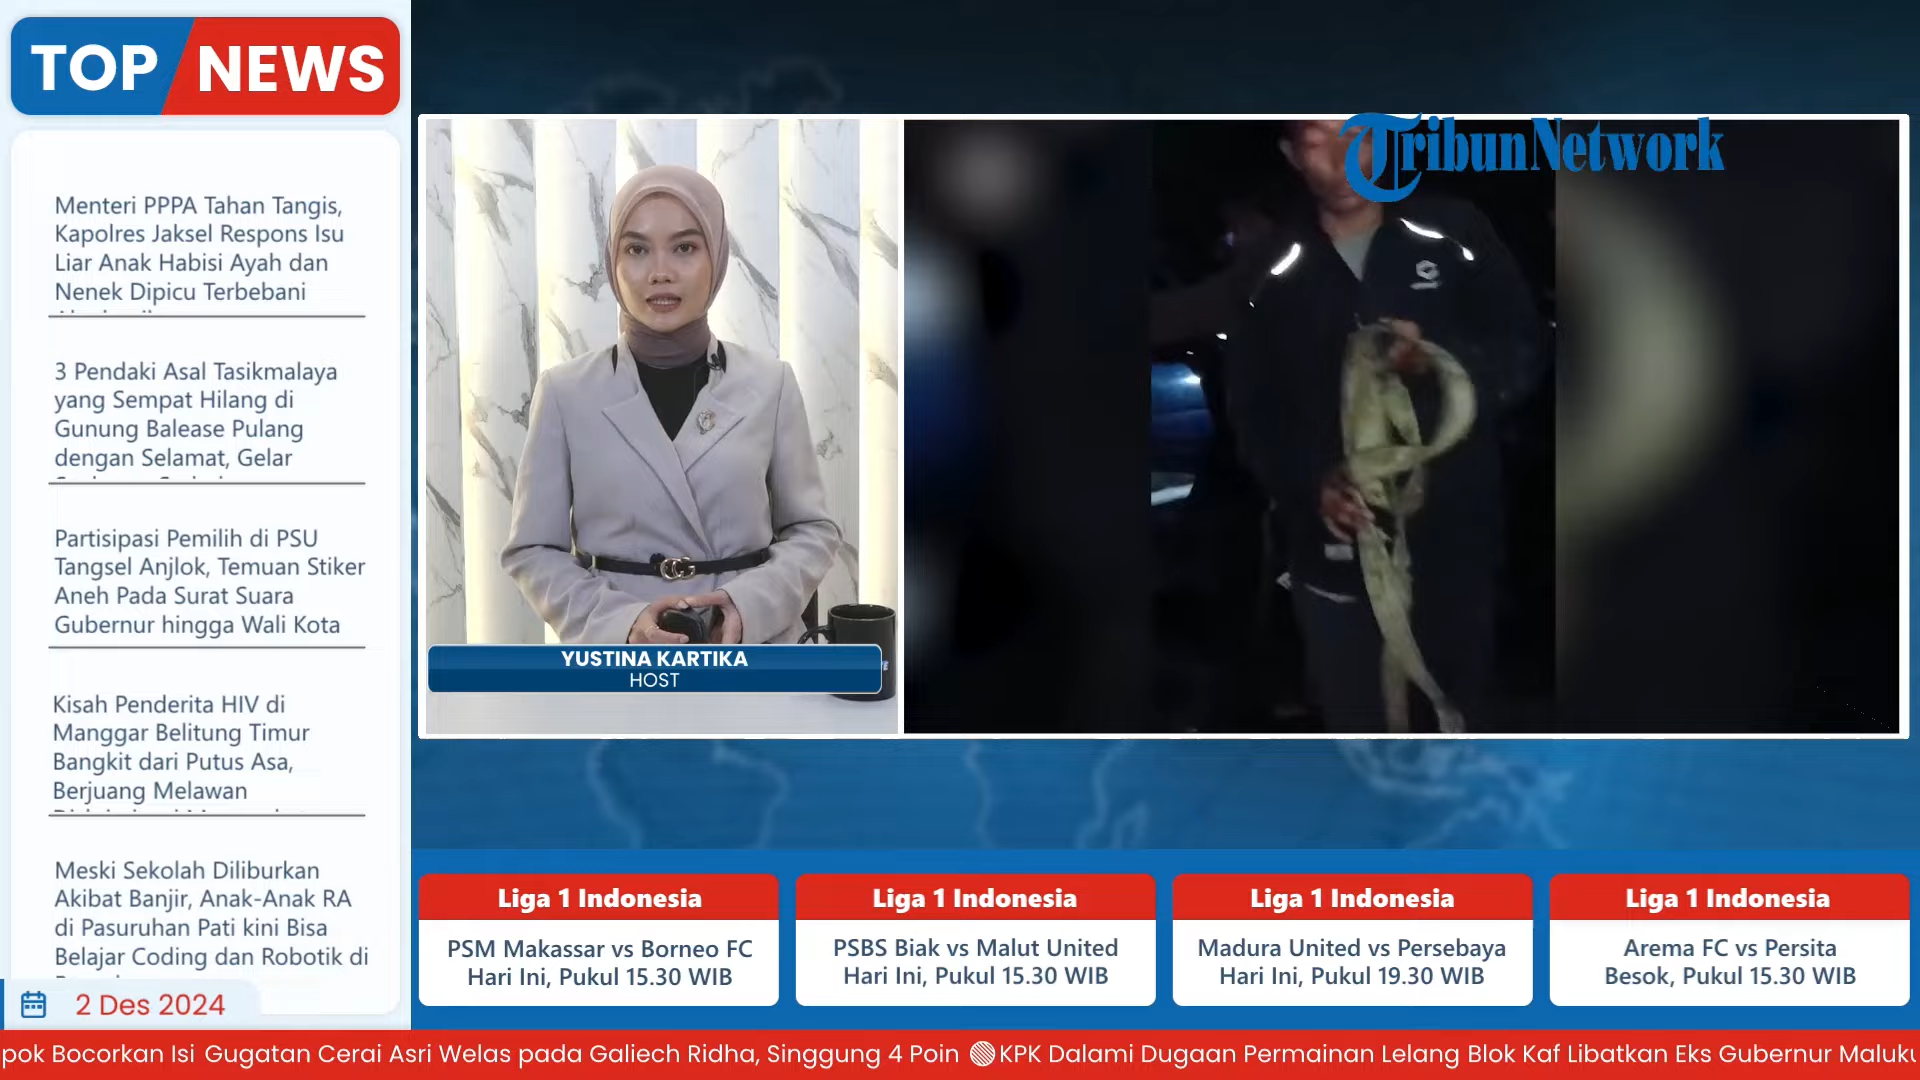 TOP NEWS
Menteri PPPA Tahan Tangis,
Kapolres Jaksel Respons Isu
Liar Anak Habisi Ayah dan
Nenek Dipicu Terbebani
3 Pendaki Asal Tasikmalaya
yang Sempat Hilang di
Gunung Balease Pulang
dengan Selamat, Gelar
Partisipasi Pemilih di PSU
Tangsel Anjlok, Temuan Stiker
Aneh Pada Surat Suara
Gubernur hingga Wali Kota
Kisah Penderita HIV di
Manggar Belitung Timur
Bangkit dari Putus Asa,
Berjuang Melawan
Meski Sekolah Diliburkan
Akibat Banjir, Anak-Anak RA
di Pasuruhan Pati kini Bisa
Belajar Coding dan Robotik di
2 Des 2024
TribunNetwork
YUSTINA KARTIKA
HOST
Liga 1 Indonesia
PSM Makassar vs Borneo FC
Hari Ini, Pukul 15.30 WIB
Liga 1 Indonesia
PSBS Biak vs Malut United
Hari Ini, Pukul 15.30 WIB
Liga 1 Indonesia
Madura United vs Persebaya
Hari Ini, Pukul 19.30 WIB
Liga 1 Indonesia
Arema FC vs Persita
Besok, Pukul 15.30 WIB
pok Bocorkan Isi Gugatan Cerai Asri Welas pada Galiech Ridha, Singgung 4 Poin KPK Dalami Dugaan Permainan Lelang Blok Kaf Libatkan Eks Gubernur Maluku